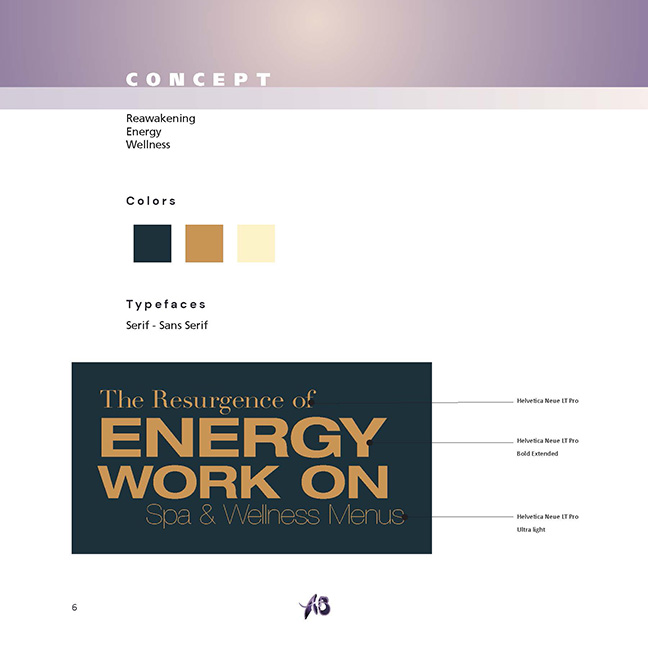 CONCEPT
Reawakening
Energy
Wellness
Colors
Typefaces
Serif - Sans Serif
The Resurgence of
ENERGY
WORK ON
Spa & Wellness Menus
Helvetica Neue LT Pro
Helvetica Neue LT Pro
Bold Extended
Helvetica Neue LT Pro
Ultra light
6
AB